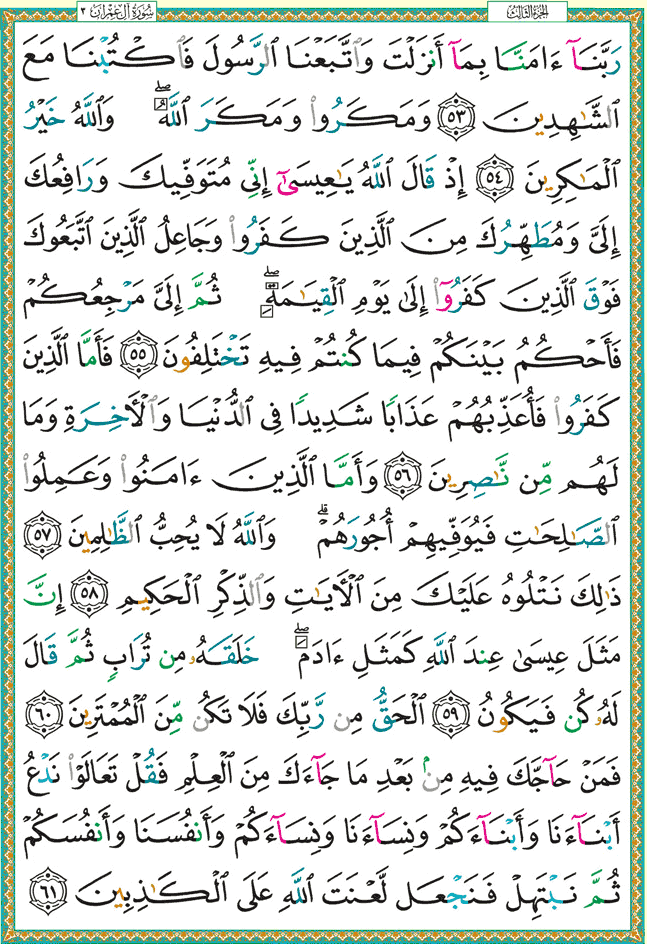 سُورَةُ آلِ عِمْرَانَ ٣
الجزء الثالث
رَبَّنَآ ءَامَنَّا بِمَآ أَنزَلْتَ وَٱتَّبَعْنَا ٱلرَّسُولَ فَٱكْتُبْنَا مَعَ
ٱلشَّـٰهِدِينَ ٥٣ وَمَكَرُوا۟ وَمَكَرَ ٱللَّهُ ۖ وَٱللَّهُ خَيْرُ
ٱلْمَـٰكِرِينَ ٥٤ إِذْ قَالَ ٱللَّهُ يَـٰعِيسَىٰٓ إِنِّى مُتَوَفِّيكَ وَرَافِعُكَ
إِلَىَّ وَمُطَهِّرُكَ مِنَ ٱلَّذِينَ كَفَرُوا۟ وَجَاعِلُ ٱلَّذِينَ ٱتَّبَعُوكَ
فَوْقَ ٱلَّذِينَ كَفَرُوٓا۟ إِلَىٰ يَوْمِ ٱلْقِيَـٰمَةِ ۖ ثُمَّ إِلَىَّ مَرْجِعُكُمْ
فَأَحْكُمُ بَيْنَكُمْ فِيمَا كُنتُمْ فِيهِ تَخْتَلِفُونَ ٥٥ فَأَمَّا ٱلَّذِينَ
كَفَرُوا۟ فَأُعَذِّبُهُمْ عَذَابًا شَدِيدًا فِى ٱلدُّنْيَا وَٱلْـَٔاخِرَةِ وَمَا
لَهُم مِّن نَّـٰصِرِينَ ٥٦ وَأَمَّا ٱلَّذِينَ ءَامَنُوا۟ وَعَمِلُوا۟
ٱلصَّـٰلِحَـٰتِ فَيُوَفِّيهِمْ أُجُورَهُمْ ۗ وَٱللَّهُ لَا يُحِبُّ ٱلظَّـٰلِمِينَ ٥٧
ذَٰلِكَ نَتْلُوهُ عَلَيْكَ مِنَ ٱلْـَٔايَـٰتِ وَٱلذِّكْرِ ٱلْحَكِيمِ ٥٨ إِنَّ
مَثَلَ عِيسَىٰ عِندَ ٱللَّهِ كَمَثَلِ ءَادَمَ ۖ خَلَقَهُۥ مِن تُرَابٍ ثُمَّ قَالَ
لَهُۥ كُن فَيَكُونُ ٥٩ ٱلْحَقُّ مِن رَّبِّكَ فَلَا تَكُن مِّنَ ٱلْمُمْتَرِينَ ٦٠
فَمَنْ حَآجَّكَ فِيهِ مِنۢ بَعْدِ مَا جَآءَكَ مِنَ ٱلْعِلْمِ فَقُلْ تَعَالَوْا۟ نَدْعُ
أَبْنَآءَنَا وَأَبْنَآءَكُمْ وَنِسَآءَنَا وَنِسَآءَكُمْ وَأَنفُسَنَا وَأَنفُسَكُمْ
ثُمَّ نَبْتَهِلْ فَنَجْعَل لَّعْنَتَ ٱللَّهِ عَلَى ٱلْكَـٰذِبِينَ ٦١